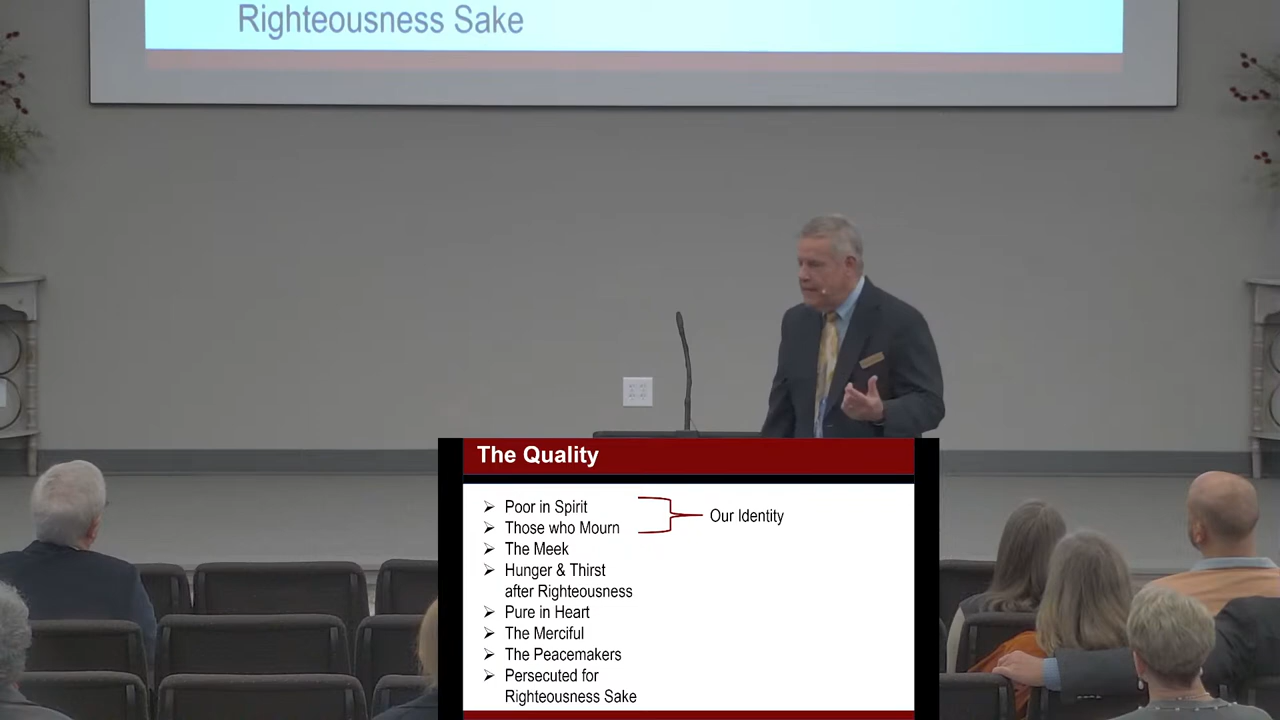 Righteousness Sake
The Quality
➢ Poor in Spirit
➢ Those who Mourn
Our Identity
➢ The Meek
➢ Hunger & Thirst
after Righteousness
➢ Pure in Heart
➢ The Merciful
➢ The Peacemakers
➢ Persecuted for
Righteousness Sake